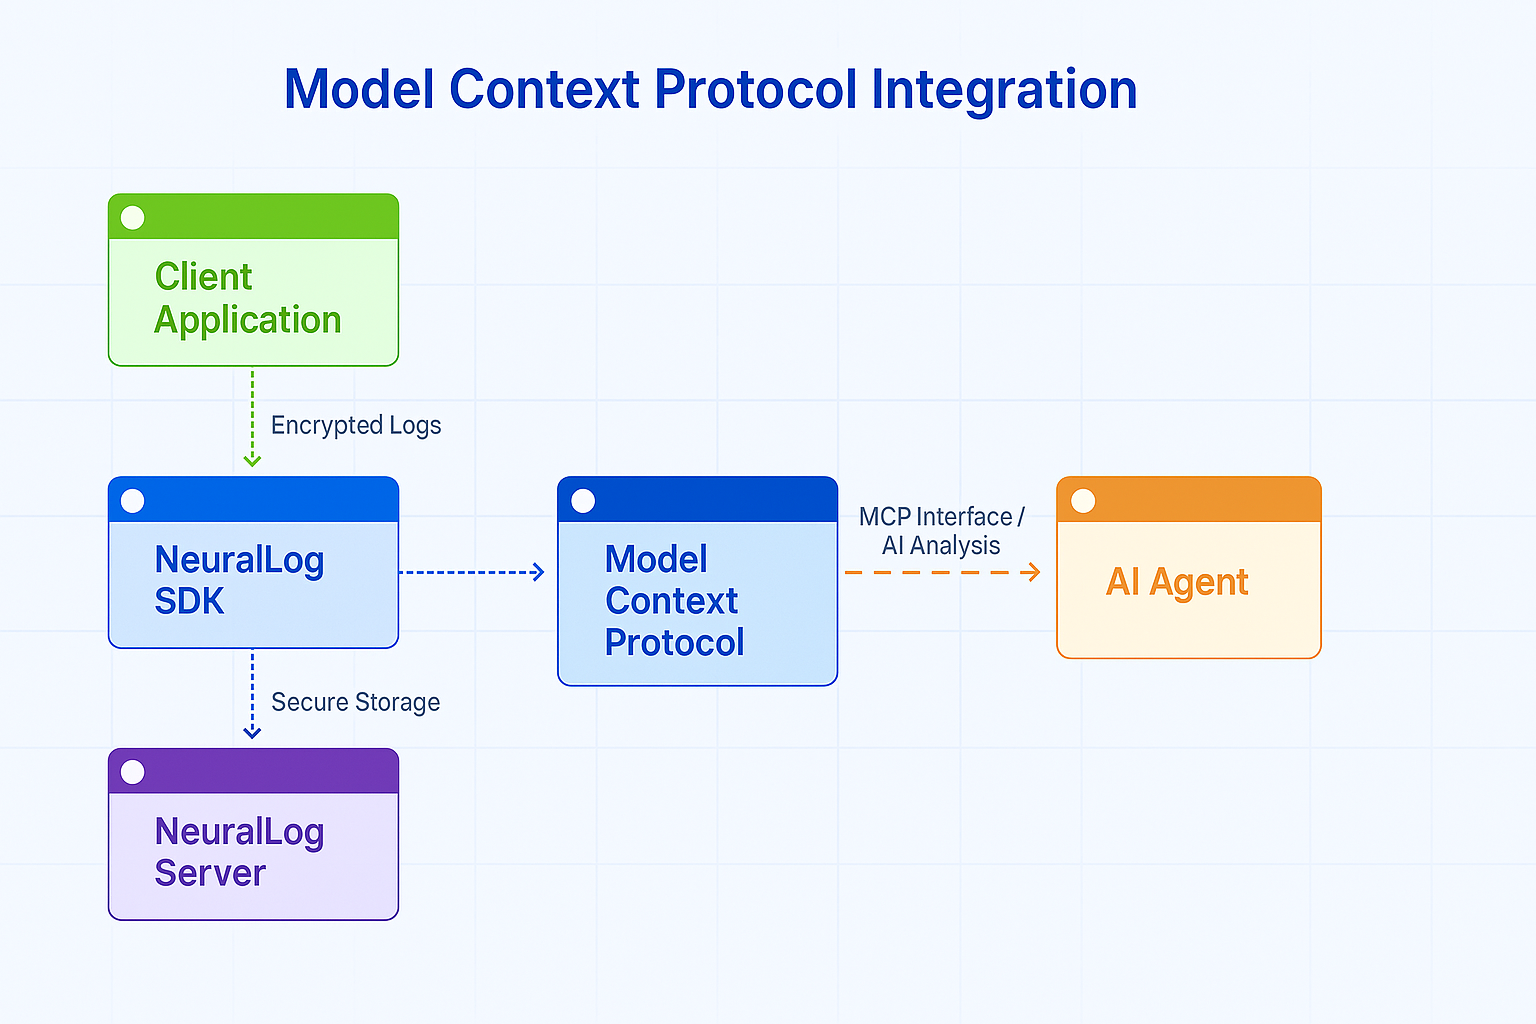 Model Context Protocol Integration
Client
Application
Encrypted Logs
NeuralLog
SDK
Model
Context
Protocol
MCP Interface /
AI Analysis
AI Agent
Secure Storage
NeuralLog
Server